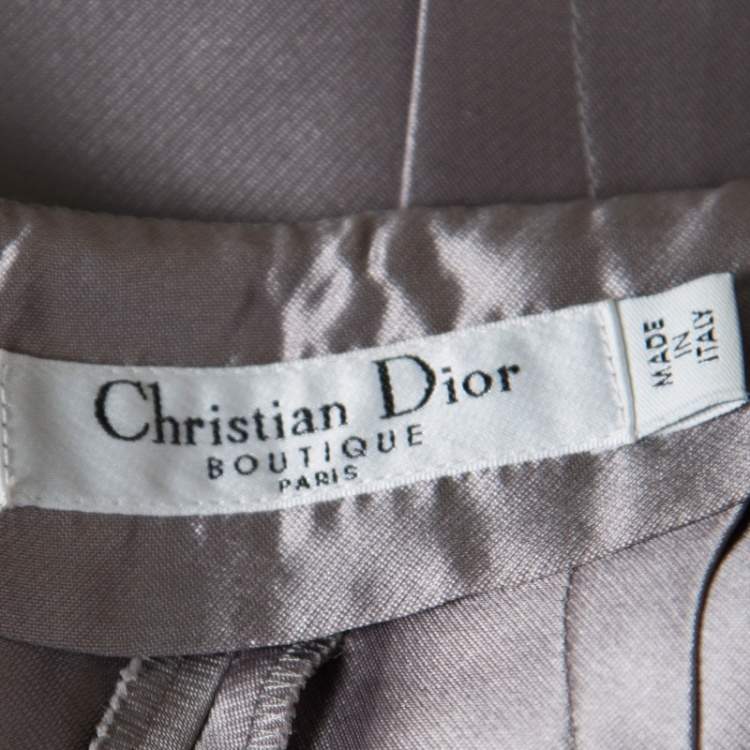 Christian Dior
BOUTIQUE
PARIS
MADE
IN
ITALY